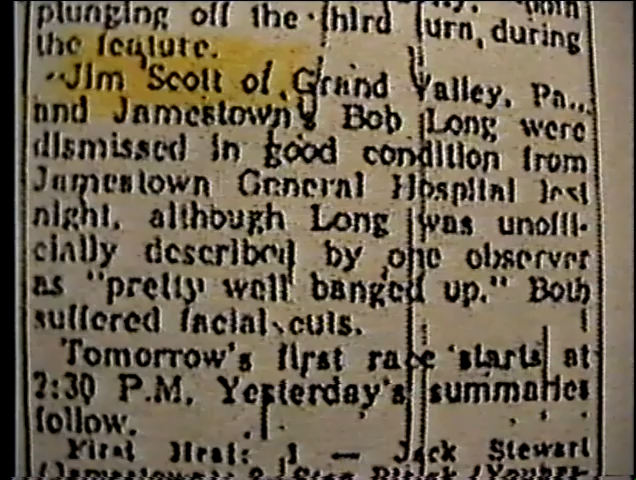 plunging off the third turn, during
the feature.
Jim Scott of Grand Valley, Pa.,
and Jamestown's Bob Long were
dismissed in good condition from
Jamestown General Hospital last
night, although Long was unoffi-
cially described by one observer
as "pretty well banged up." Both
suffered facial cuts.
Tomorrow's first race starts at
2:30 P.M. Yesterday's summaries
follow.
First Heat: 1 — Jack Stewart
(Jamestown; 2,